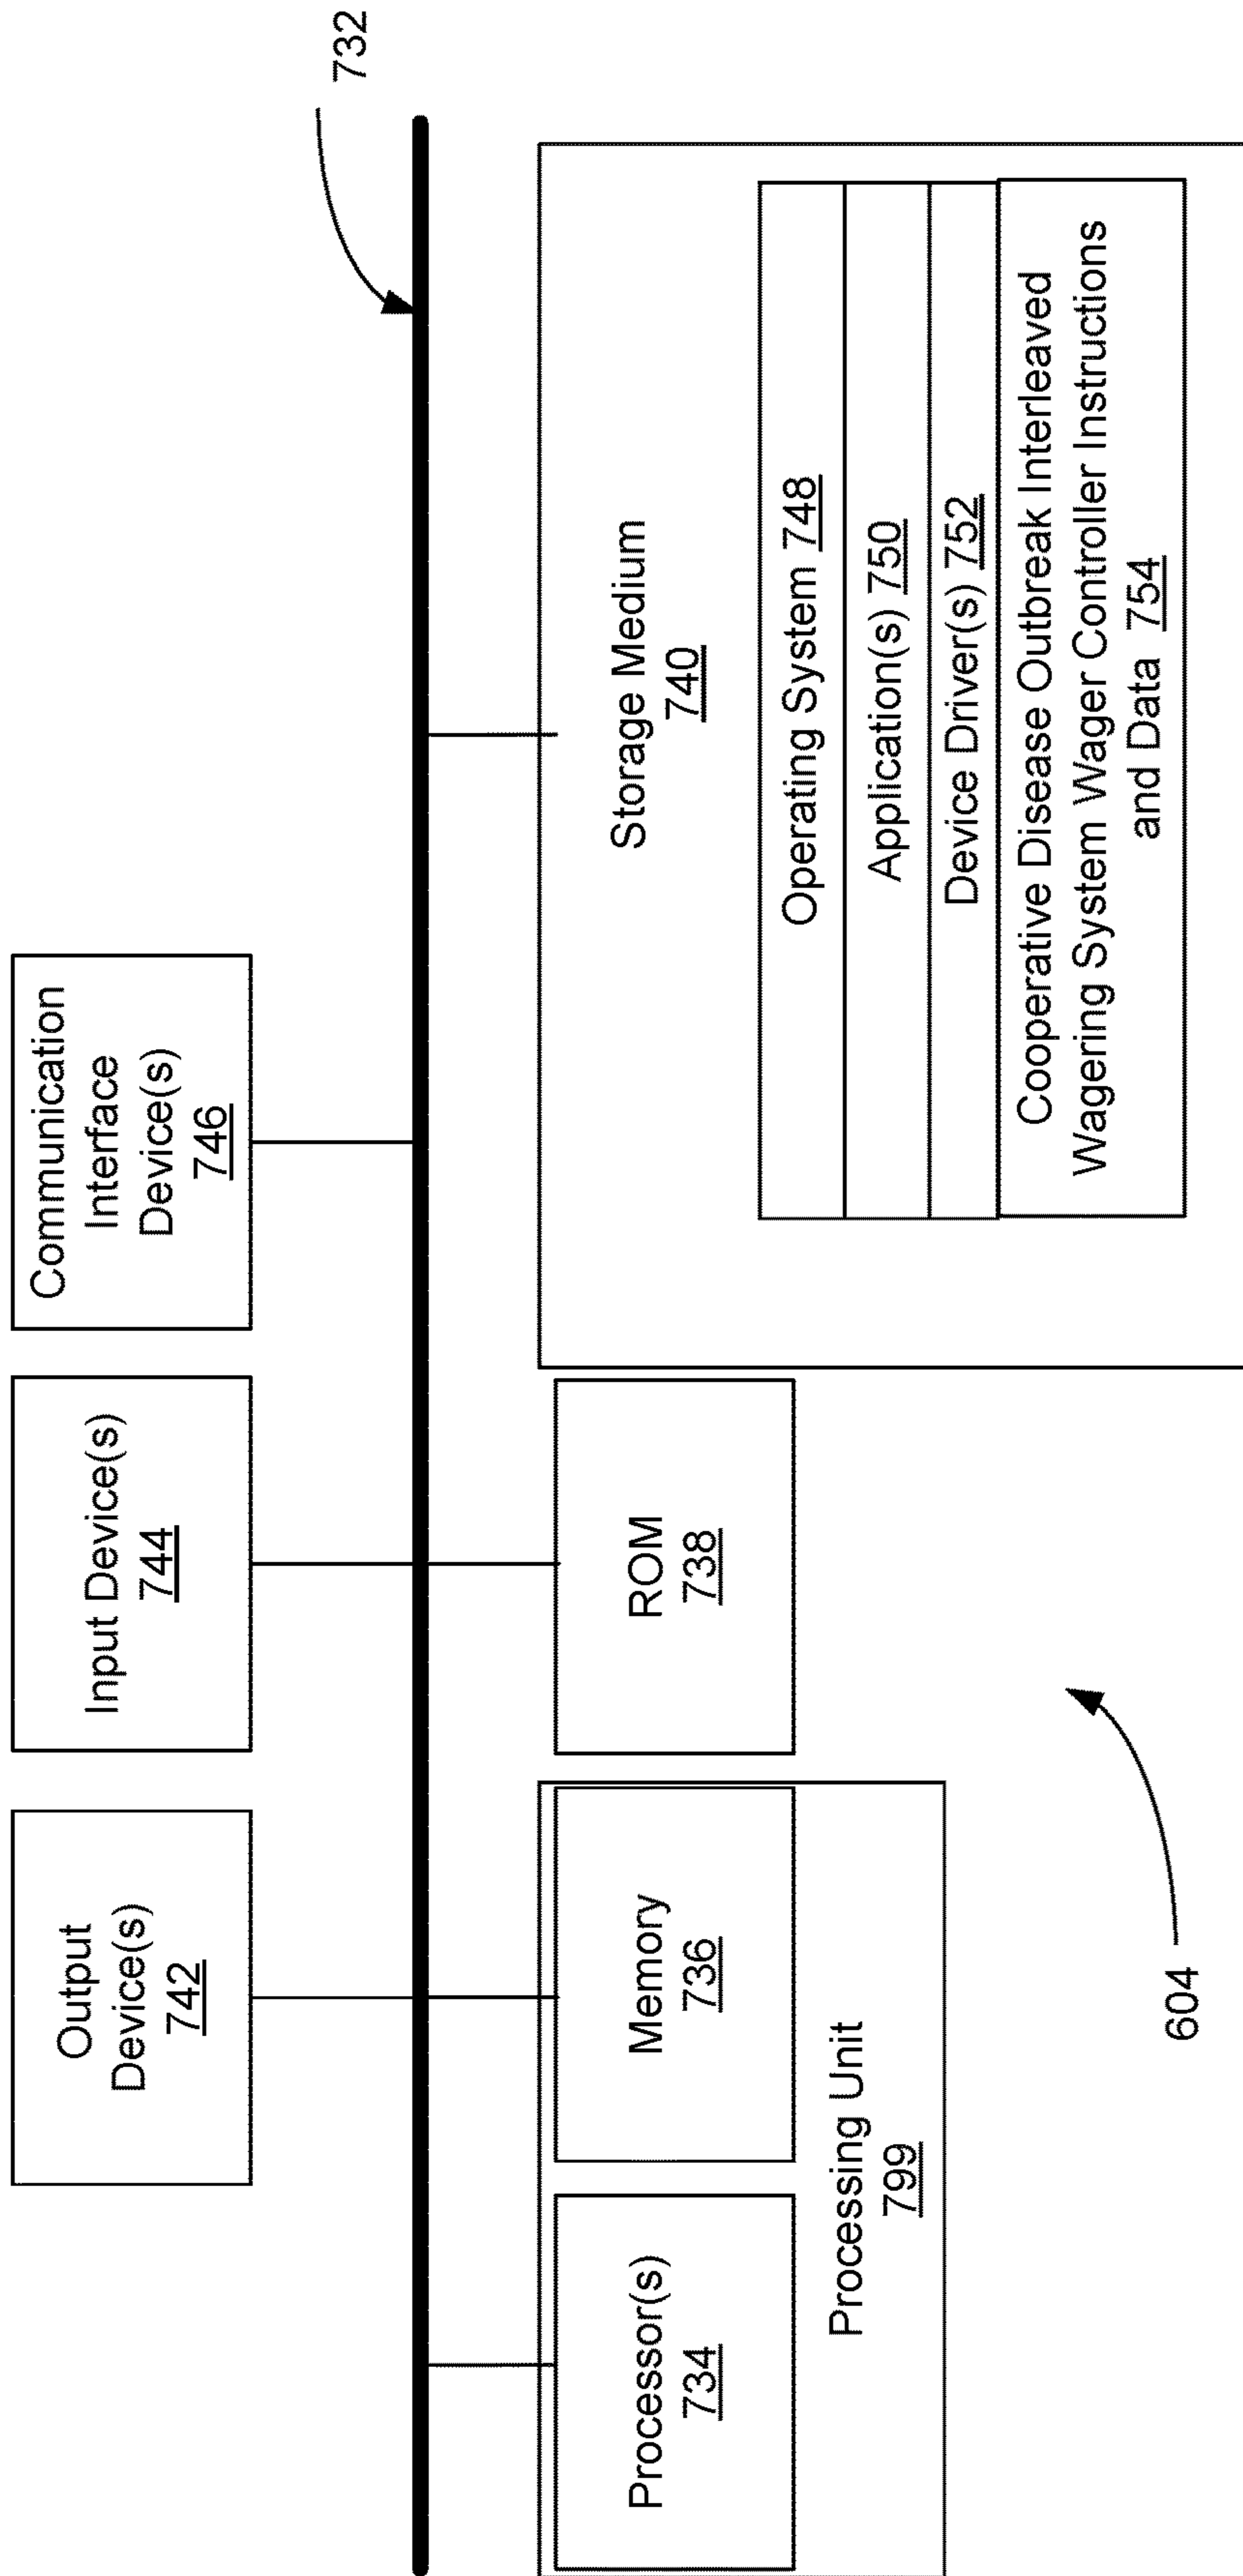 732
Output
Device(s)
742
Input Device(s)
744
Communication
Interface
Device(s)
746
Processor(s)
734
Memory
736
Processing Unit
799
ROM
738
Storage Medium
740
Operating System 748
Application(s) 750
Device Driver(s) 752
Cooperative Disease Outbreak Interleaved
Wagering System Wager Controller Instructions
and Data 754
604